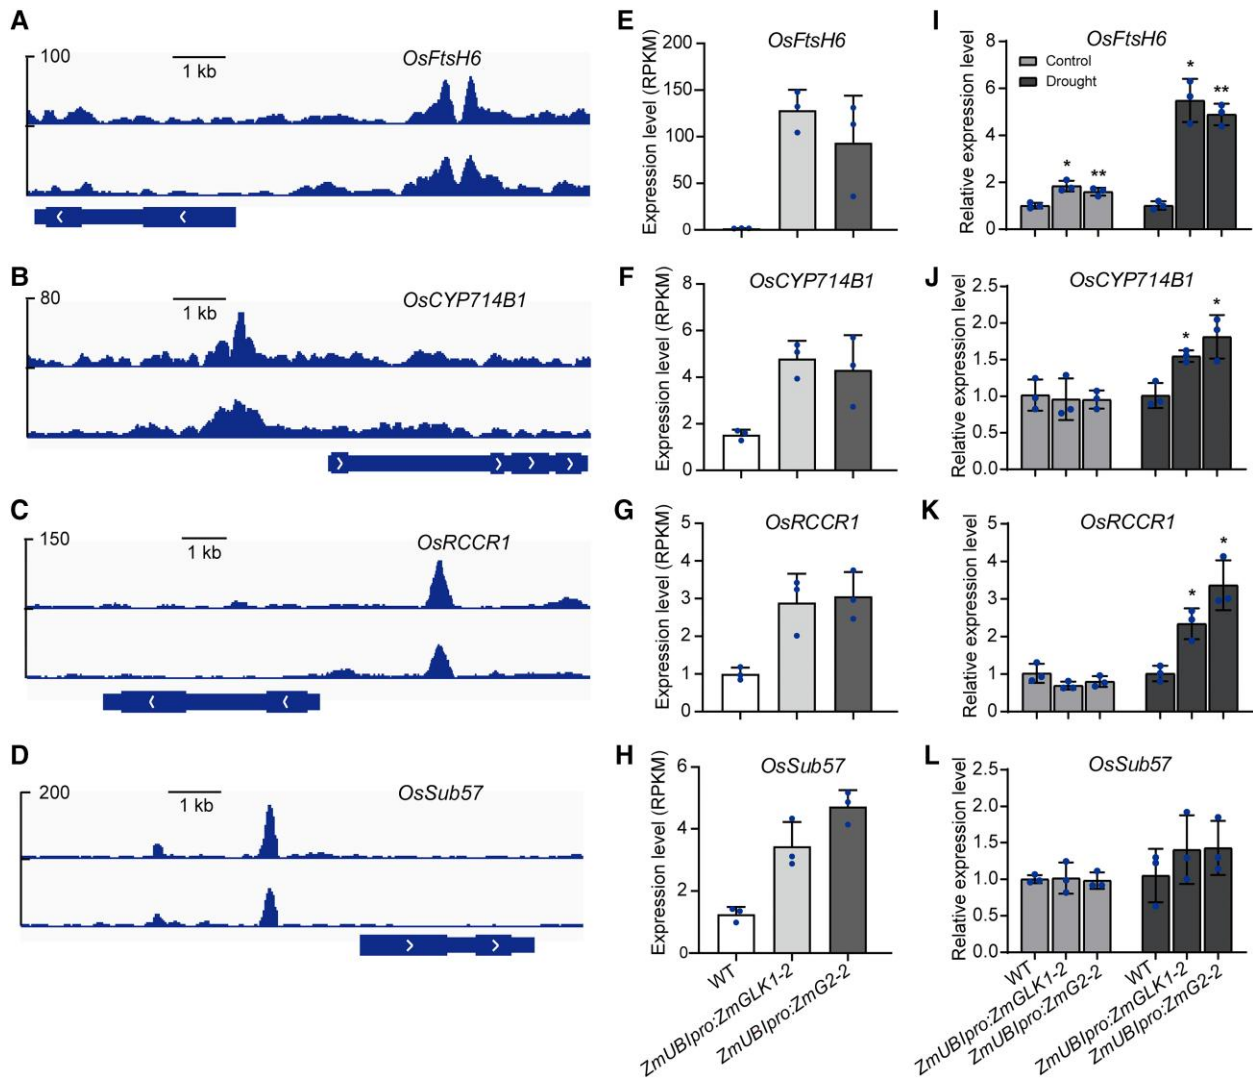 A
100
1 kb
OsFtsH6
B
80
1 kb
OsCYP714B1
C
150
1 kb
OsRCCR1
D
200
1 kb
OsSub57
E
OsFtsH6
Expression level (RPKM)
200
150
100
50
0
F
OsCYP714B1
Expression level (RPKM)
8
6
4
2
0
G
OsRCCR1
Expression level (RPKM)
5
4
3
2
1
0
H
OsSub57
Expression level (RPKM)
6
4
2
0
WT
ZmUBIpro:ZmGLK1-2
ZmUBIpro:ZmG2-2
I
OsFtsH6
Control
Drought
Relative expression level
8
6
4
2
0
* ** * **
J
OsCYP714B1
Relative expression level
2.5
2.0
1.5
1.0
0.5
0.0
* *
K
OsRCCR1
Relative expression level
5
4
3
2
1
0
* *
L
OsSub57
Relative expression level
2.5
2.0
1.5
1.0
0.5
0.0
WT
ZmUBIpro:ZmGLK1-2
ZmUBIpro:ZmG2-2
WT
ZmUBIpro:ZmGLK1-2
ZmUBIpro:ZmG2-2